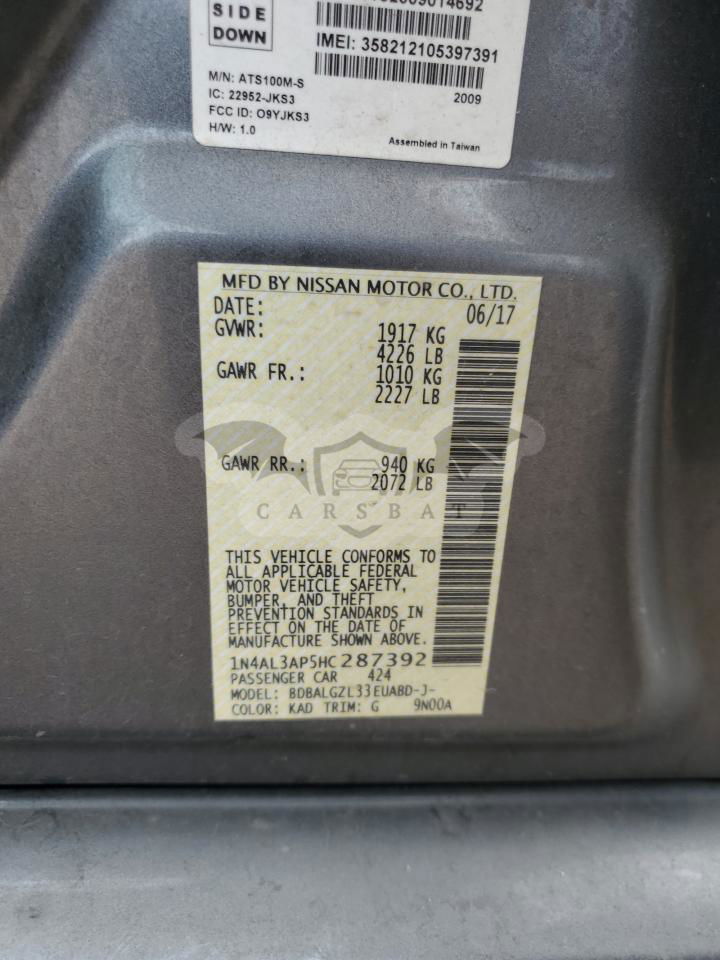 SIDE
DOWN
IMEI: 358212105397391
M/N: ATS100M-S
IC: 22952-JKS3
2009
FCC ID: O9YJKS3
H/W: 1.0
Assembled in Taiwan
MFD BY NISSAN MOTOR CO., LTD.
DATE: 06/17
GVWR: 1917 KG
4226 LB
GAWR FR.: 1010 KG
2227 LB
GAWR RR.: 940 KG
2072 LB
CARSBAT
THIS VEHICLE CONFORMS TO
ALL APPLICABLE FEDERAL
MOTOR VEHICLE SAFETY,
BUMPER, AND THEFT
PREVENTION STANDARDS IN
EFFECT ON THE DATE OF
MANUFACTURE SHOWN ABOVE.
1N4AL3AP5HC287392
PASSENGER CAR 424
MODEL: BDBALGZL33EUABD-J-
COLOR: KAD TRIM: G 9N00A